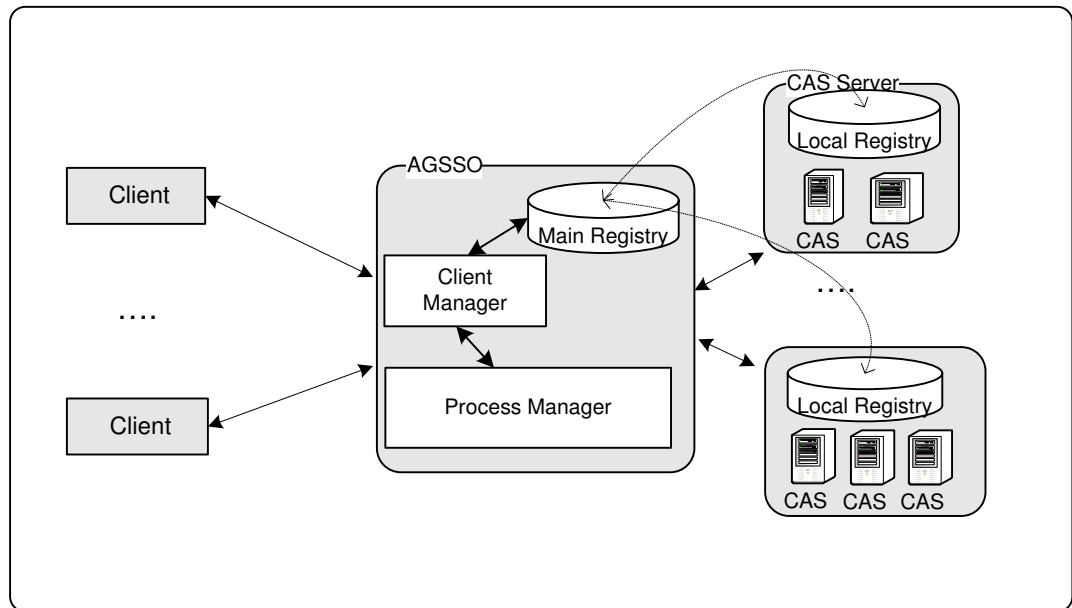 CAS Server
Local Registry
CAS CAS
AGSSO
Main Registry
Client
Client
Manager
....
....
Process Manager
Client
Local Registry
CAS CAS CAS